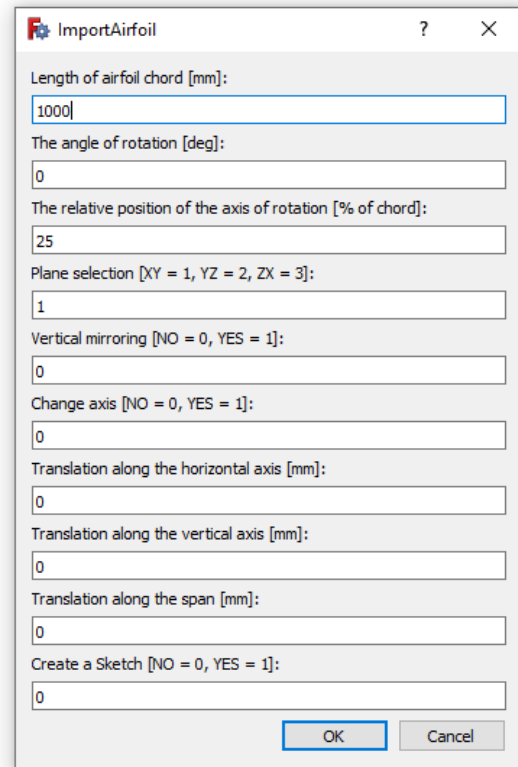 ImportAirfoil
Length of airfoil chord [mm]:
1000
The angle of rotation [deg]:
0
The relative position of the axis of rotation [% of chord]:
25
Plane selection [XY = 1, YZ = 2, ZX = 3]:
1
Vertical mirroring [NO = 0, YES = 1]:
0
Change axis [NO = 0, YES = 1]:
0
Translation along the horizontal axis [mm]:
0
Translation along the vertical axis [mm]:
0
Translation along the span [mm]:
0
Create a Sketch [NO = 0, YES = 1]:
0
OK Cancel